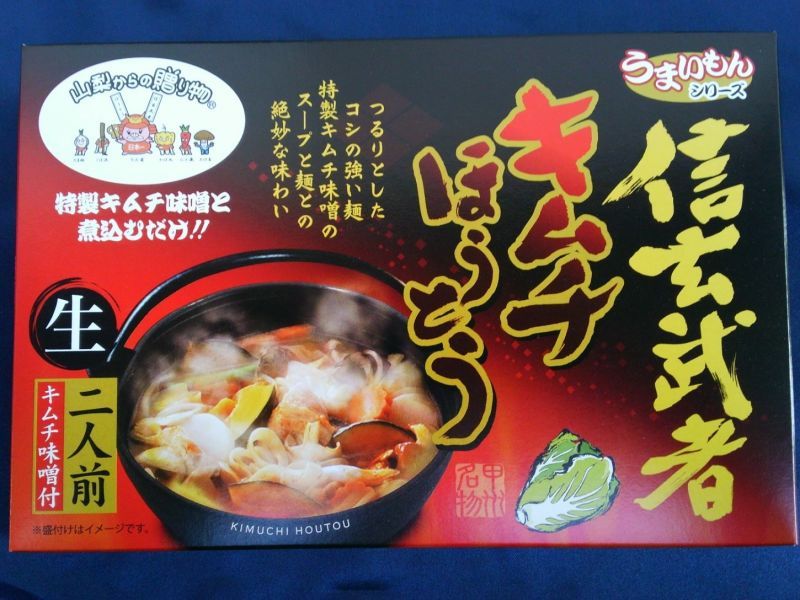 山梨からの贈り物®
日本一
うまいもん
シリーズ
信玄武者
キムチ
ほうとう
つるりとした
コシの強い麺
特製キムチ味噌の
スープと麺との
絶妙な味わい
特製キムチ味噌と
煮込むだけ!!
生
二人前
キムチ味噌付
甲州
名物
KIMUCHI HOUTOU
※盛付けはイメージです。